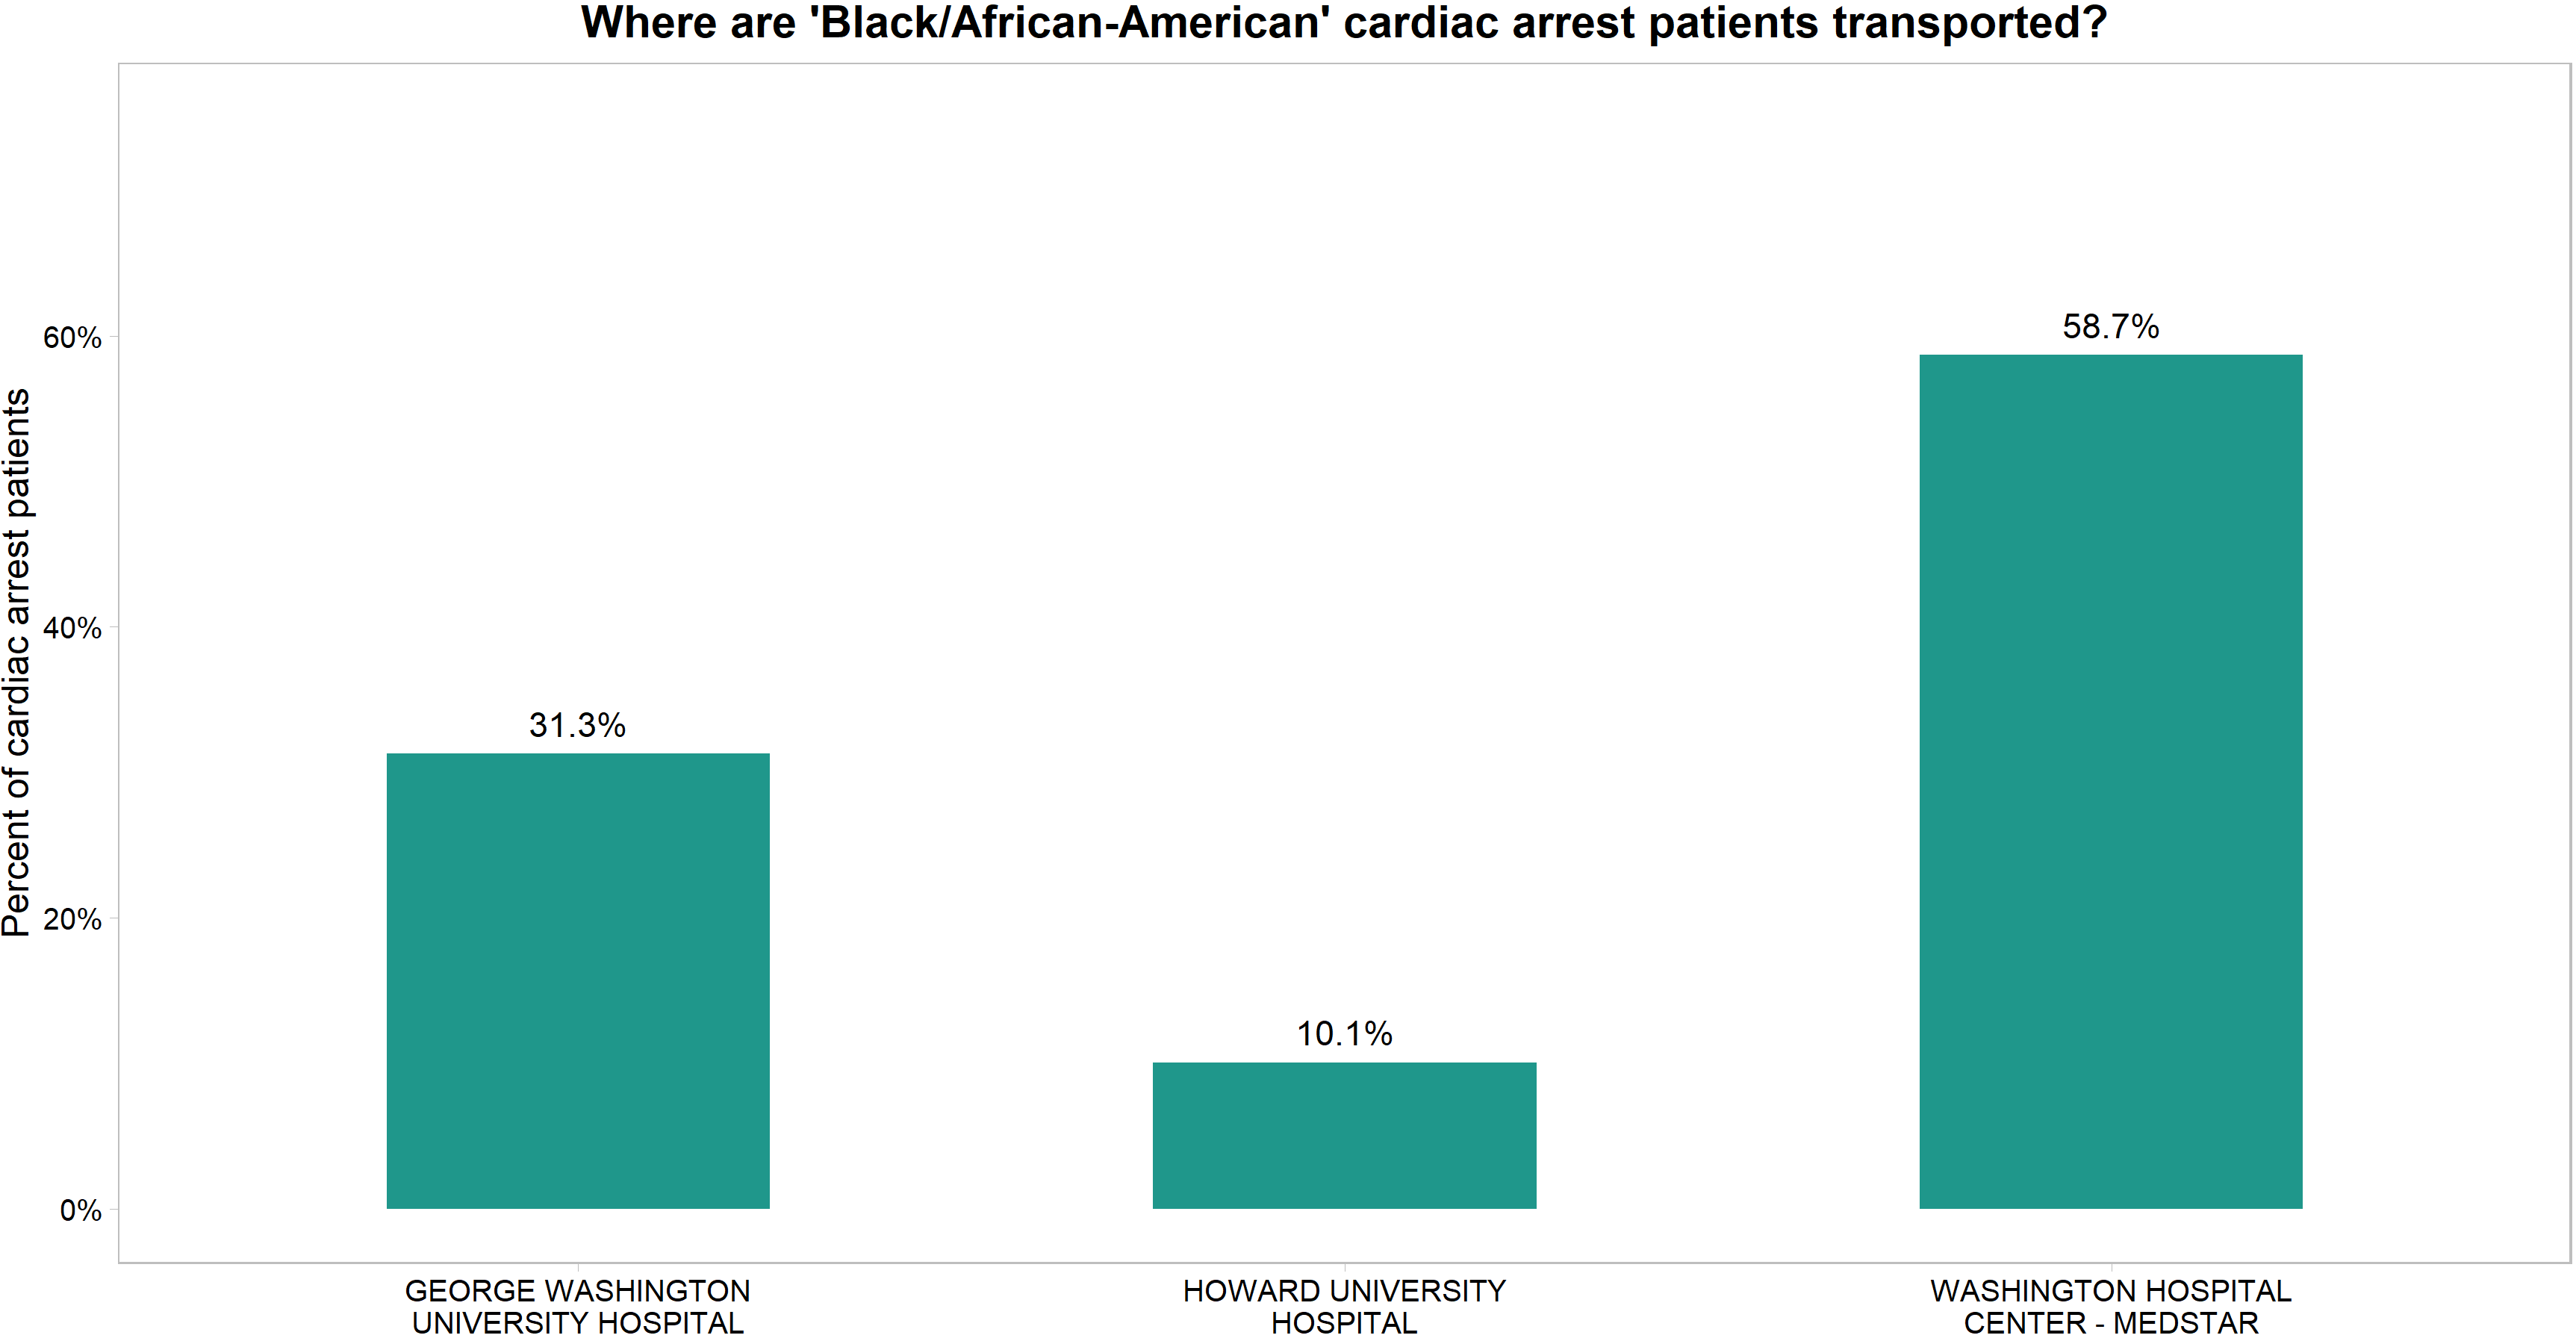 Where are 'Black/African-American' cardiac arrest patients transported?
Percent of cardiac arrest patients
60%
40%
20%
0%
31.3%
10.1%
58.7%
GEORGE WASHINGTON
UNIVERSITY HOSPITAL
HOWARD UNIVERSITY
HOSPITAL
WASHINGTON HOSPITAL
CENTER - MEDSTAR